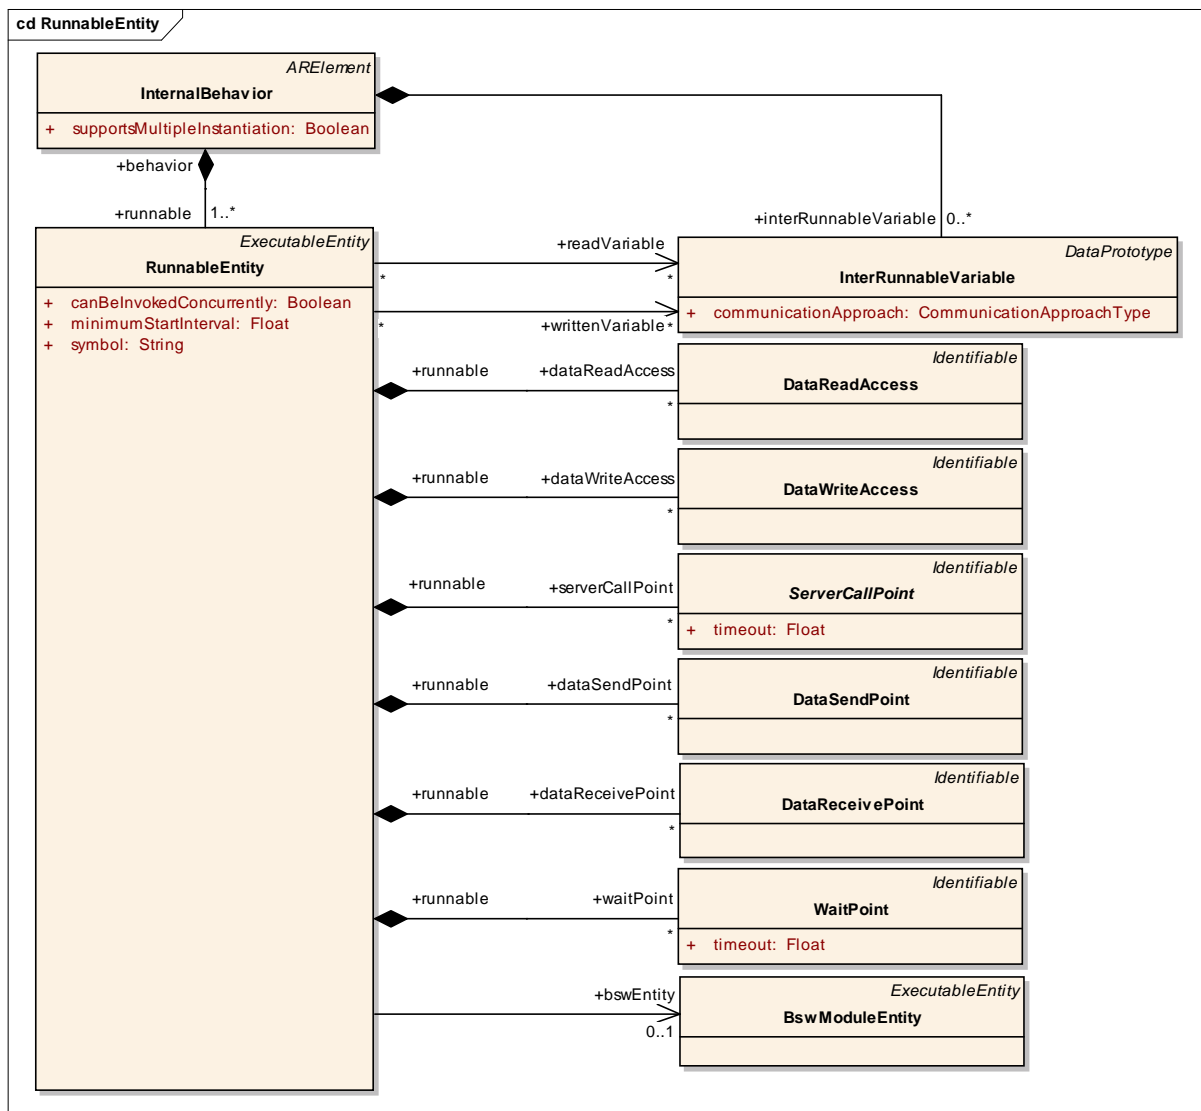 cd RunnableEntity
ARElement
InternalBehavior
+ supportsMultipleInstantiation: Boolean
+behavior
+runnable 1..*
+interRunnableVariable 0..*
ExecutableEntity
RunnableEntity
+ canBeInvokedConcurrently: Boolean
+ minimumStartInterval: Float
+ symbol: String
+readVariable
* *
+writtenVariable
* *
DataPrototype
InterRunnableVariable
+ communicationApproach: CommunicationApproachType
+runnable +dataReadAccess
*
Identifiable
DataReadAccess
+runnable +dataWriteAccess
*
Identifiable
DataWriteAccess
+runnable +serverCallPoint
*
Identifiable
ServerCallPoint
+ timeout: Float
+runnable +dataSendPoint
*
Identifiable
DataSendPoint
+runnable +dataReceivePoint
*
Identifiable
DataReceivePoint
+runnable +waitPoint
*
Identifiable
WaitPoint
+ timeout: Float
+bswEntity
0..1
ExecutableEntity
BswModuleEntity